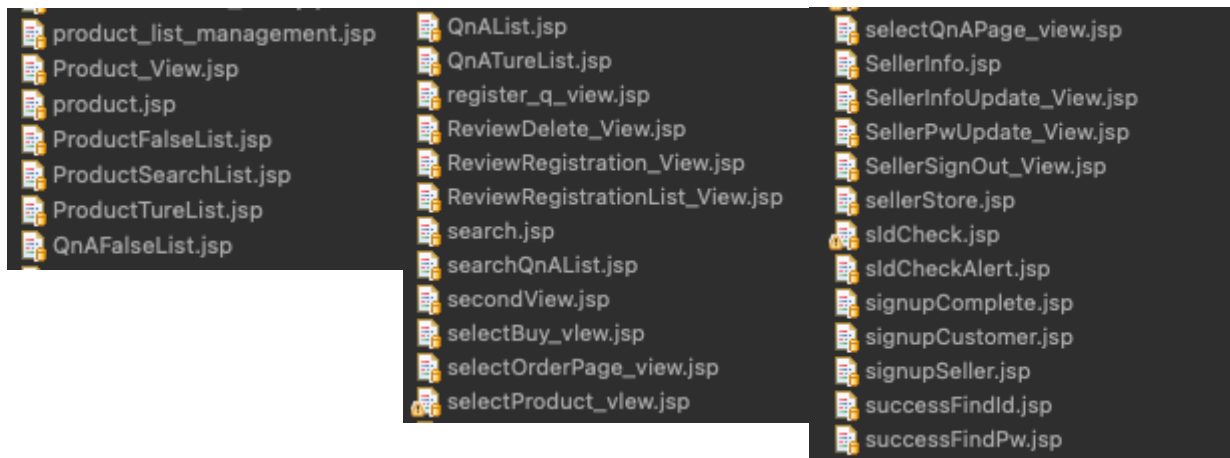 product_list_management.jsp
Product_View.jsp
product.jsp
ProductFalseList.jsp
ProductSearchList.jsp
ProductTureList.jsp
QnAFalseList.jsp
QnAList.jsp
QnATureList.jsp
register_q_view.jsp
ReviewDelete_View.jsp
ReviewRegistration_View.jsp
ReviewRegistrationList_View.jsp
search.jsp
searchQnAList.jsp
secondView.jsp
selectBuy_vIew.jsp
selectOrderPage_view.jsp
selectProduct_vIew.jsp
selectQnAPage_view.jsp
SellerInfo.jsp
SellerInfoUpdate_View.jsp
SellerPwUpdate_View.jsp
SellerSignOut_View.jsp
sellerStore.jsp
sIdCheck.jsp
sIdCheckAlert.jsp
signupComplete.jsp
signupCustomer.jsp
signupSeller.jsp
successFindId.jsp
successFindPw.jsp